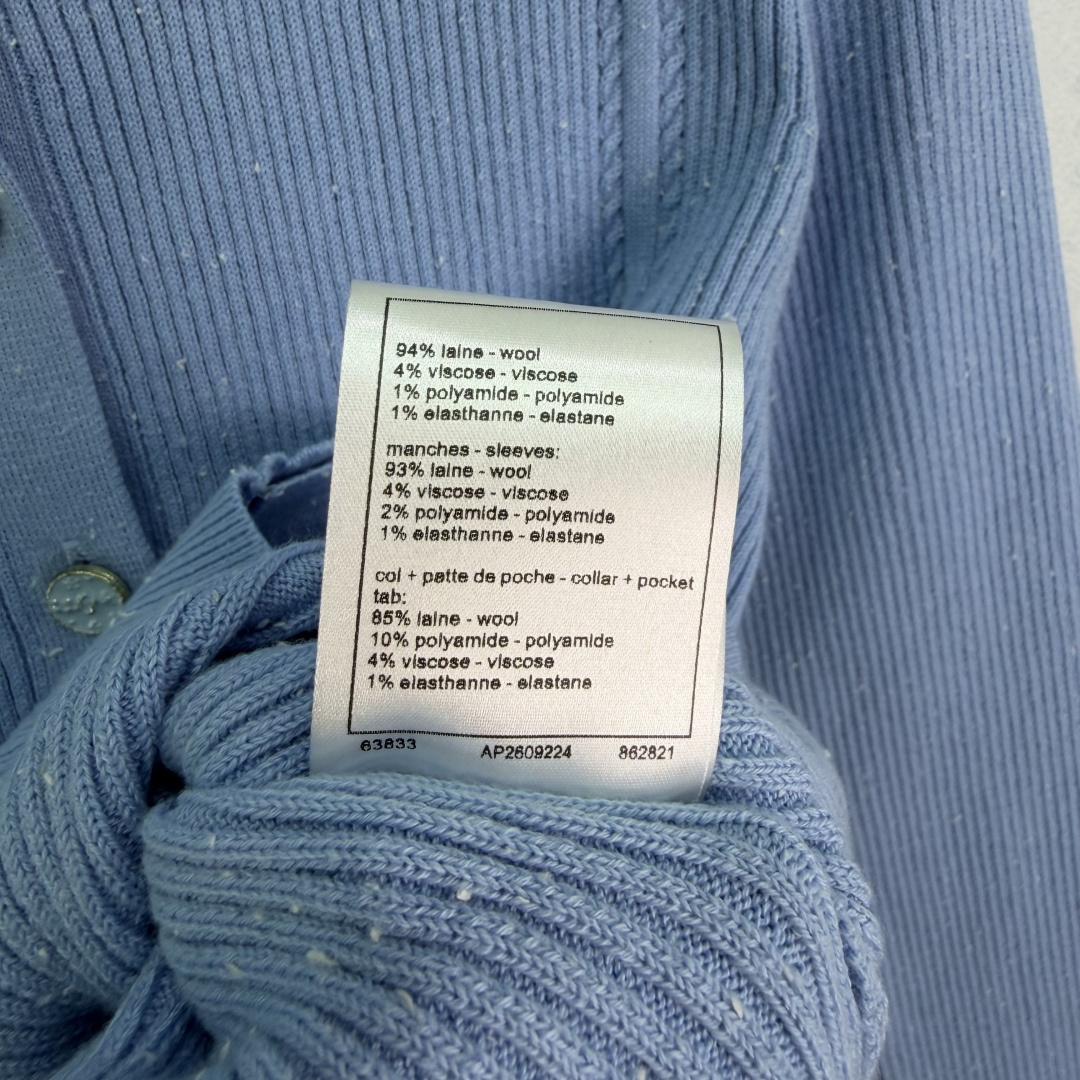 94% laine - wool
4% viscose - viscose
1% polyamide - polyamide
1% elasthanne - elastane
manches - sleeves:
93% laine - wool
4% viscose - viscose
2% polyamide - polyamide
1% elasthanne - elastane
col + patte de poche - collar + pocket
tab:
85% laine - wool
10% polyamide - polyamide
4% viscose - viscose
1% elasthanne - elastane
63833 AP2609224 862821